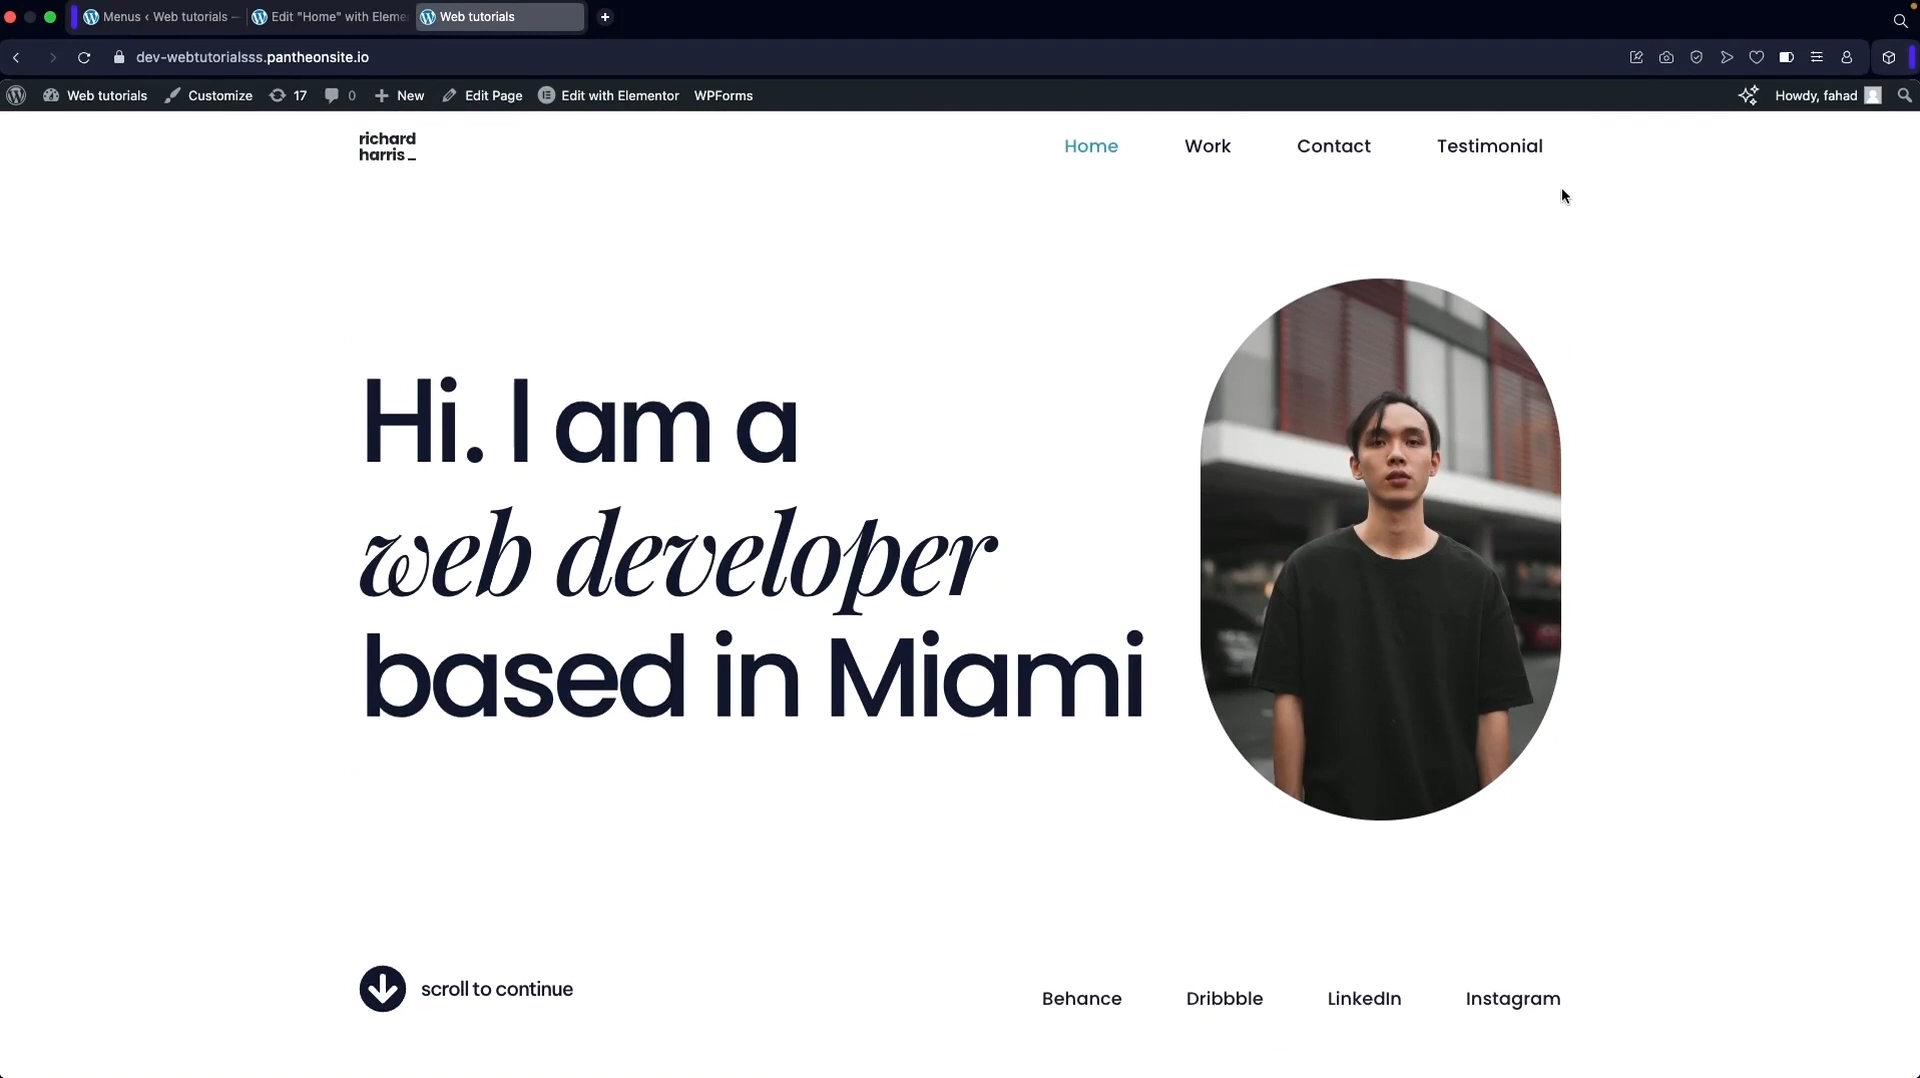 Menus ‹ Web tutorials —
Edit "Home" with Eleme
Web tutorials
dev-webtutorialsss.pantheonsite.io
Web tutorials
Customize
17
0
New
Edit Page
Edit with Elementor
WPForms
Howdy, fahad
richard
harris _
Home
Work
Contact
Testimonial
Hi. I am a
web developer
based in Miami
scroll to continue
Behance
Dribbble
LinkedIn
Instagram